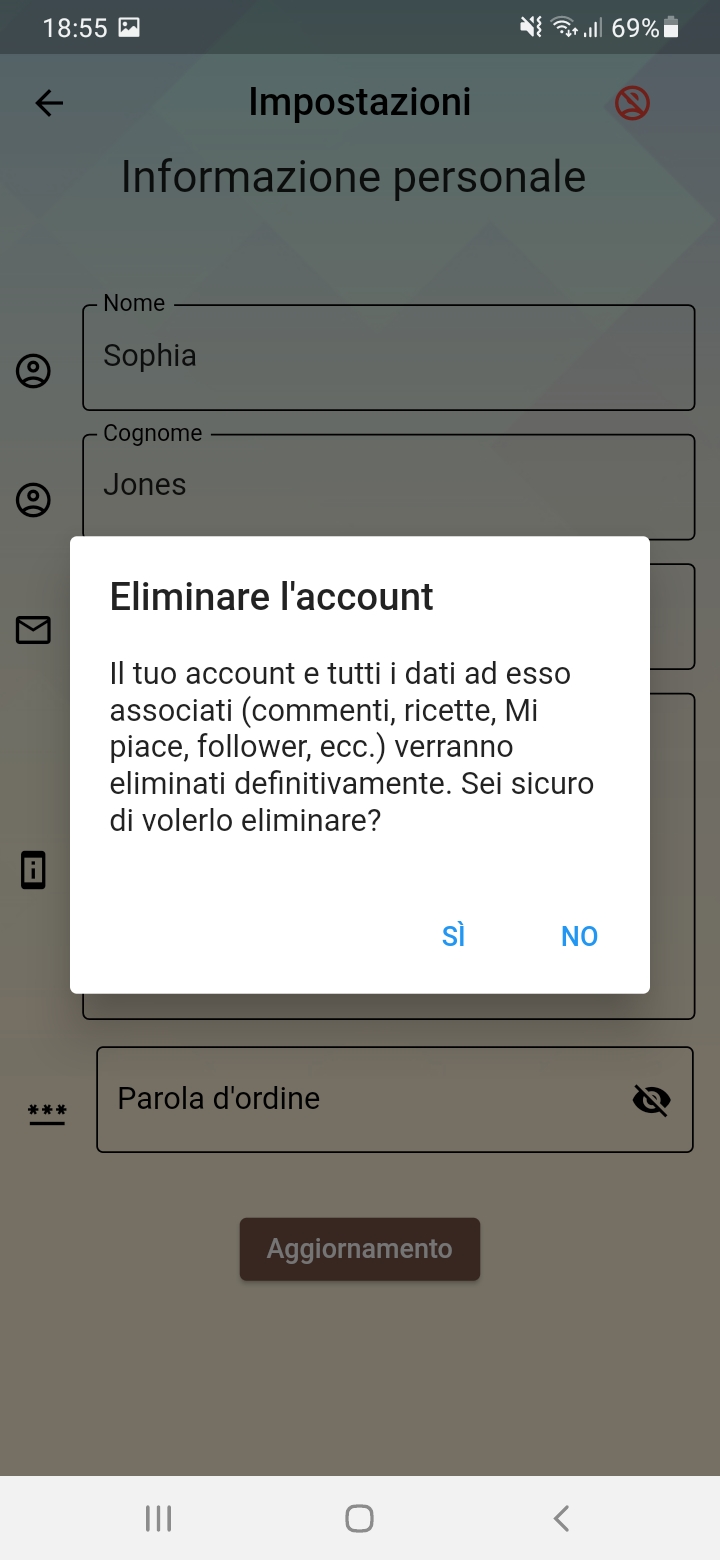 18:55 69%
Impostazioni
Informazione personale
Nome
Sophia
Cognome
Jones
Eliminare l'account
Il tuo account e tutti i dati ad esso
associati (commenti, ricette, Mi
piace, follower, ecc.) verranno
eliminati definitivamente. Sei sicuro
di volerlo eliminare?
SÌ NO
Parola d'ordine
Aggiornamento